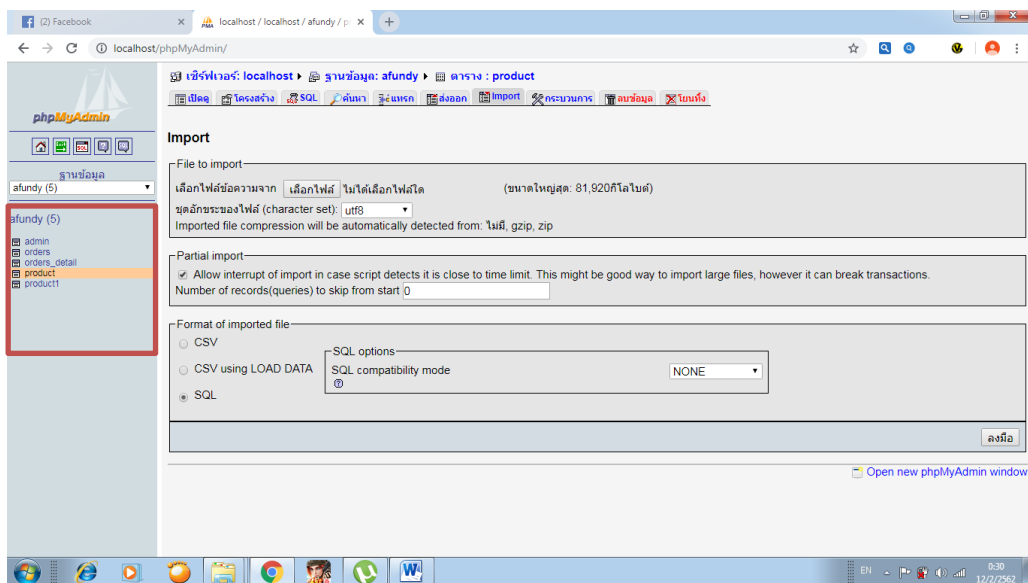 (2) Facebook
localhost / localhost / afundy / p
localhost/phpMyAdmin/
phpMyAdmin
ฐานข้อมูล
afundy (5)
afundy (5)
admin
orders
orders_detail
product
product1
เซิร์ฟเวอร์: localhost ▸ ฐานข้อมูล: afundy ▸ ตาราง : product
เปิดดู โครงสร้าง SQL ค้นหา แทรก ส่งออก Import กระบวนการ ลบข้อมูล โยนทิ้ง
Import
File to import
เลือกไฟล์ข้อความจาก เลือกไฟล์ ไม่ได้เลือกไฟล์ใด (ขนาดใหญ่สุด: 81,920กิโลไบต์)
ชุดอักขระของไฟล์ (character set): utf8
Imported file compression will be automatically detected from: ไม่มี, gzip, zip
Partial import
Allow interrupt of import in case script detects it is close to time limit. This might be good way to import large files, however it can break transactions.
Number of records(queries) to skip from start 0
Format of imported file
CSV
CSV using LOAD DATA
SQL
SQL options
SQL compatibility mode NONE
ลงมือ
Open new phpMyAdmin window
EN
0:30
12/2/2562